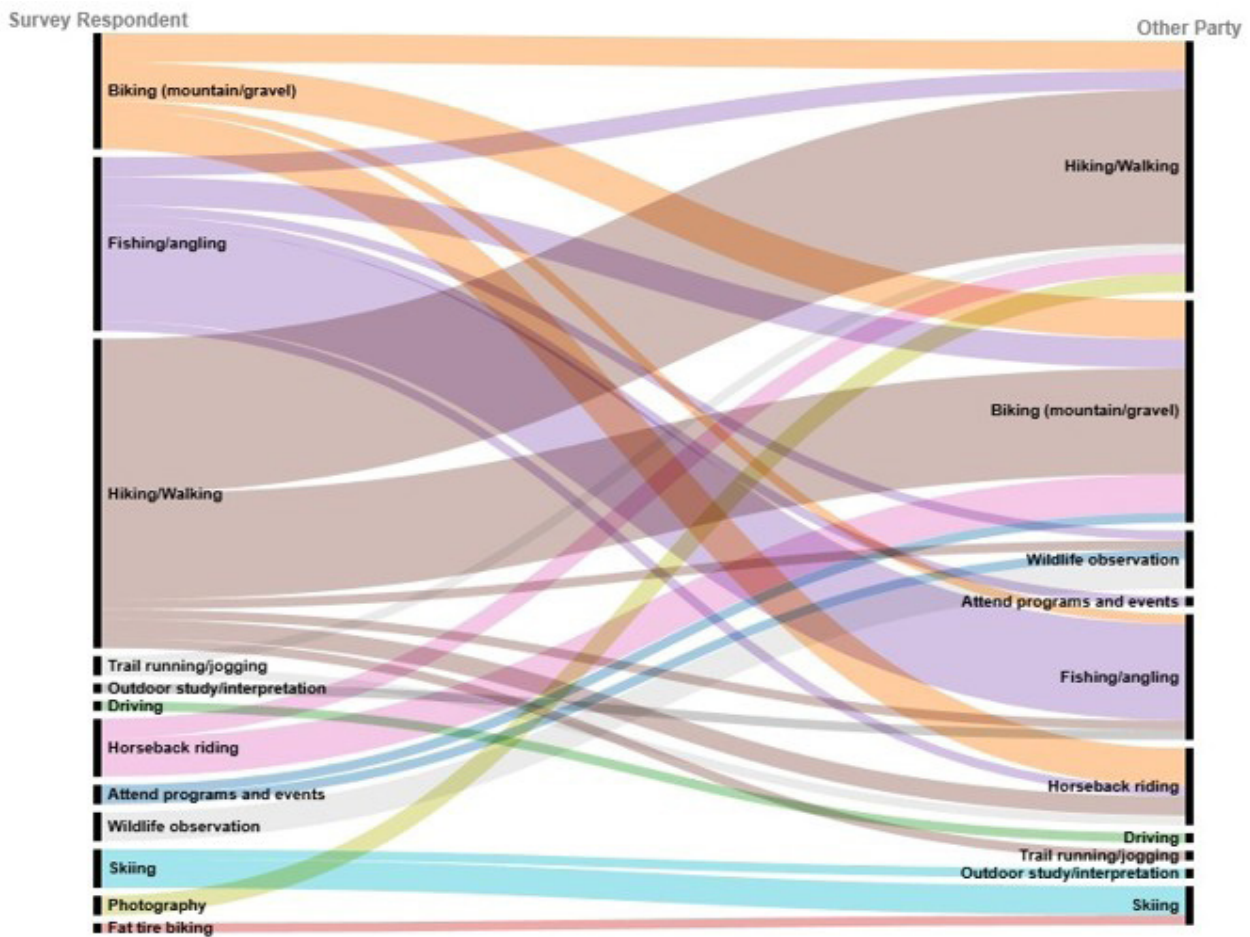 Survey Respondent
Other Party
Biking (mountain/gravel)
Fishing/angling
Hiking/Walking
Trail running/jogging
Outdoor study/interpretation
Driving
Horseback riding
Attend programs and events
Wildlife observation
Skiing
Photography
Fat tire biking
Hiking/Walking
Biking (mountain/gravel)
Wildlife observation
Attend programs and events
Fishing/angling
Horseback riding
Driving
Trail running/jogging
Outdoor study/interpretation
Skiing